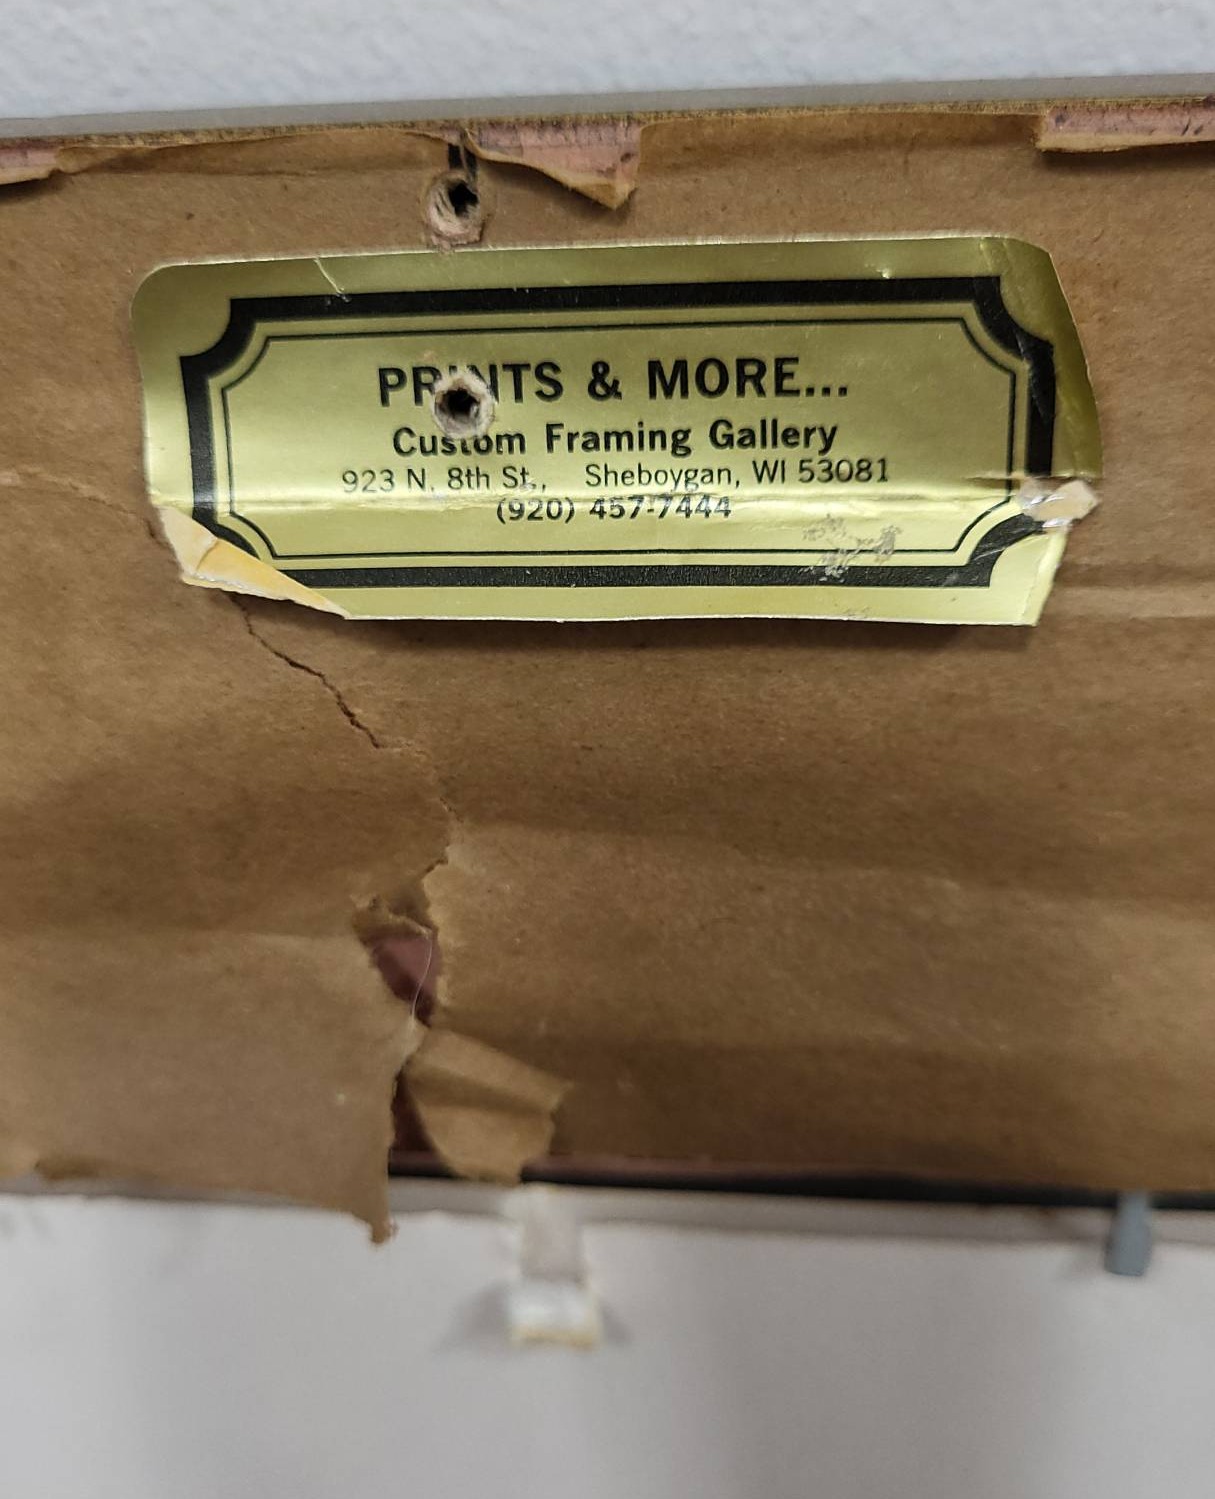 PRINTS & MORE...
Custom Framing Gallery
923 N. 8th St., Sheboygan, WI 53081
(920) 457-7444